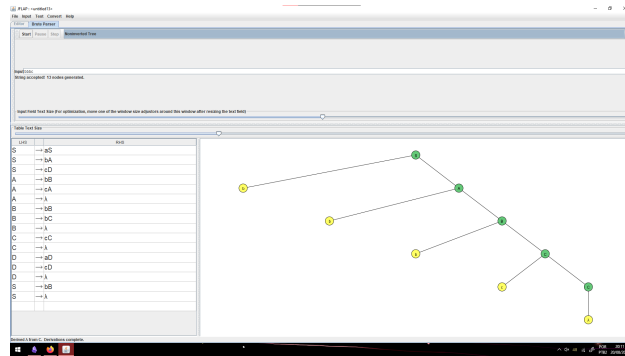 JFLAP : <untitled13>
File Input Test Convert Help
Editor Brute Parser
Start Pause Step Noninverted Tree
Input
String accepted! 13 nodes generated.
Input Field Text Size (For optimization, move one of the window size adjustors around this window after resizing the text field)
Table Text Size
LHS RHS
S → aS
S → bA
S → cD
A → bB
A → cA
A → λ
B → bB
B → bC
B → λ
C → cC
C → λ
D → aD
D → cD
D → λ
S → bB
S → λ
Derived λ from C. Derivations complete.
POR
PTB2